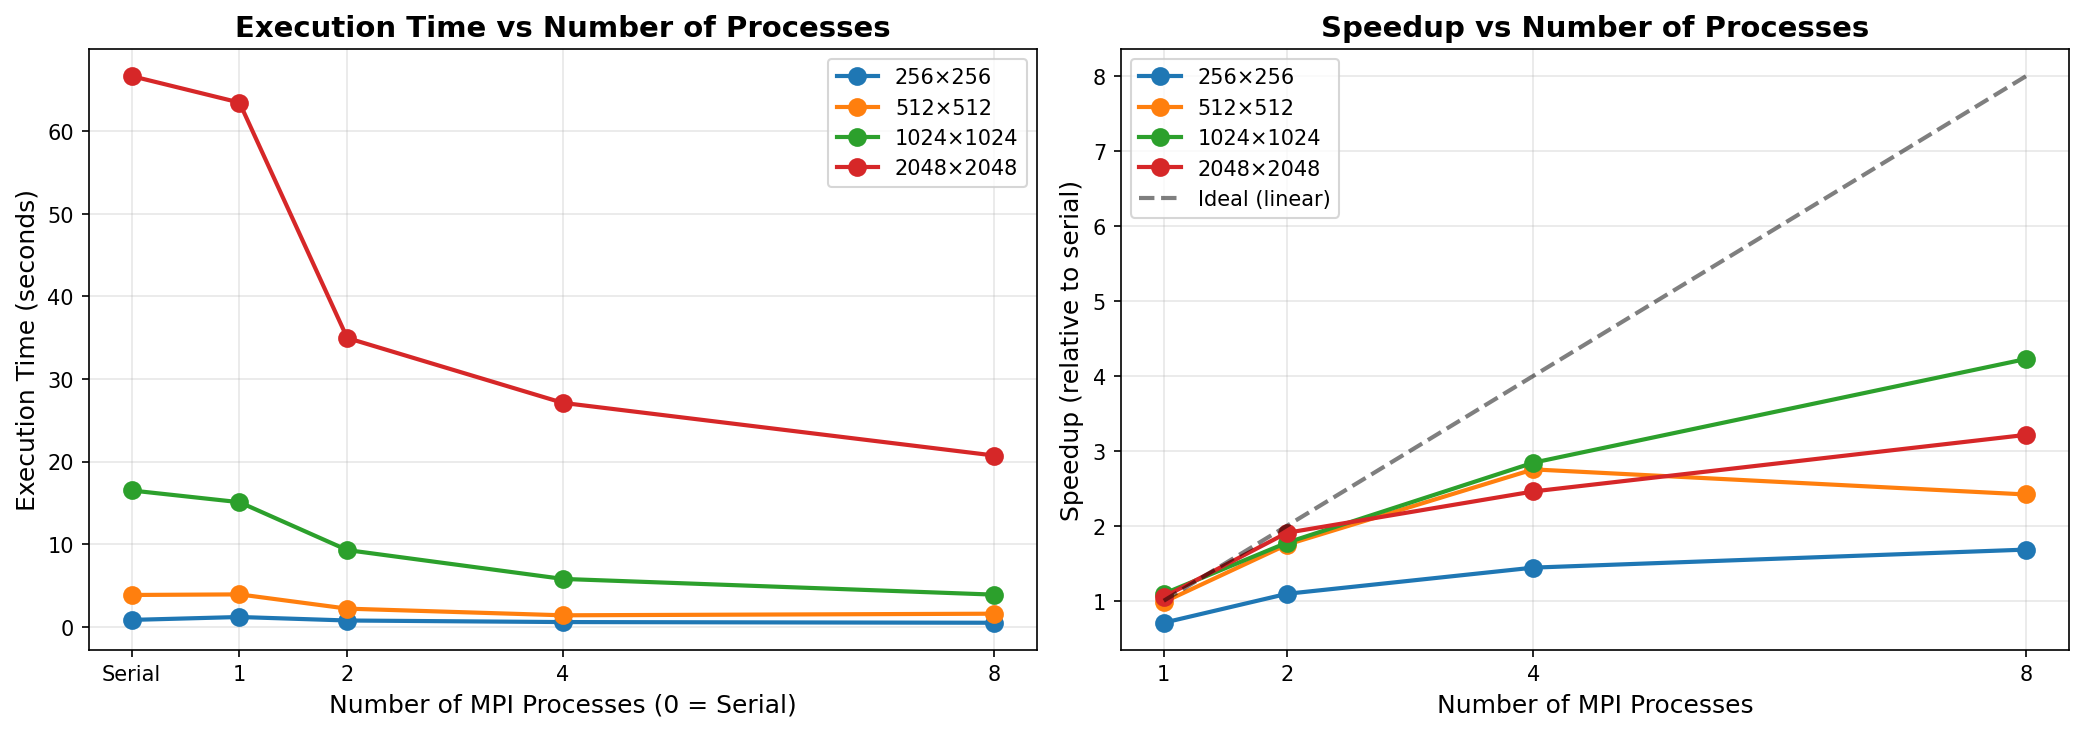 Execution Time vs Number of Processes
256×256
512×512
1024×1024
2048×2048
Execution Time (seconds)
60
50
40
30
20
10
0
Serial 1 2 4 8
Number of MPI Processes (0 = Serial)
Speedup vs Number of Processes
256×256
512×512
1024×1024
2048×2048
Ideal (linear)
Speedup (relative to serial)
8
7
6
5
4
3
2
1
1 2 4 8
Number of MPI Processes